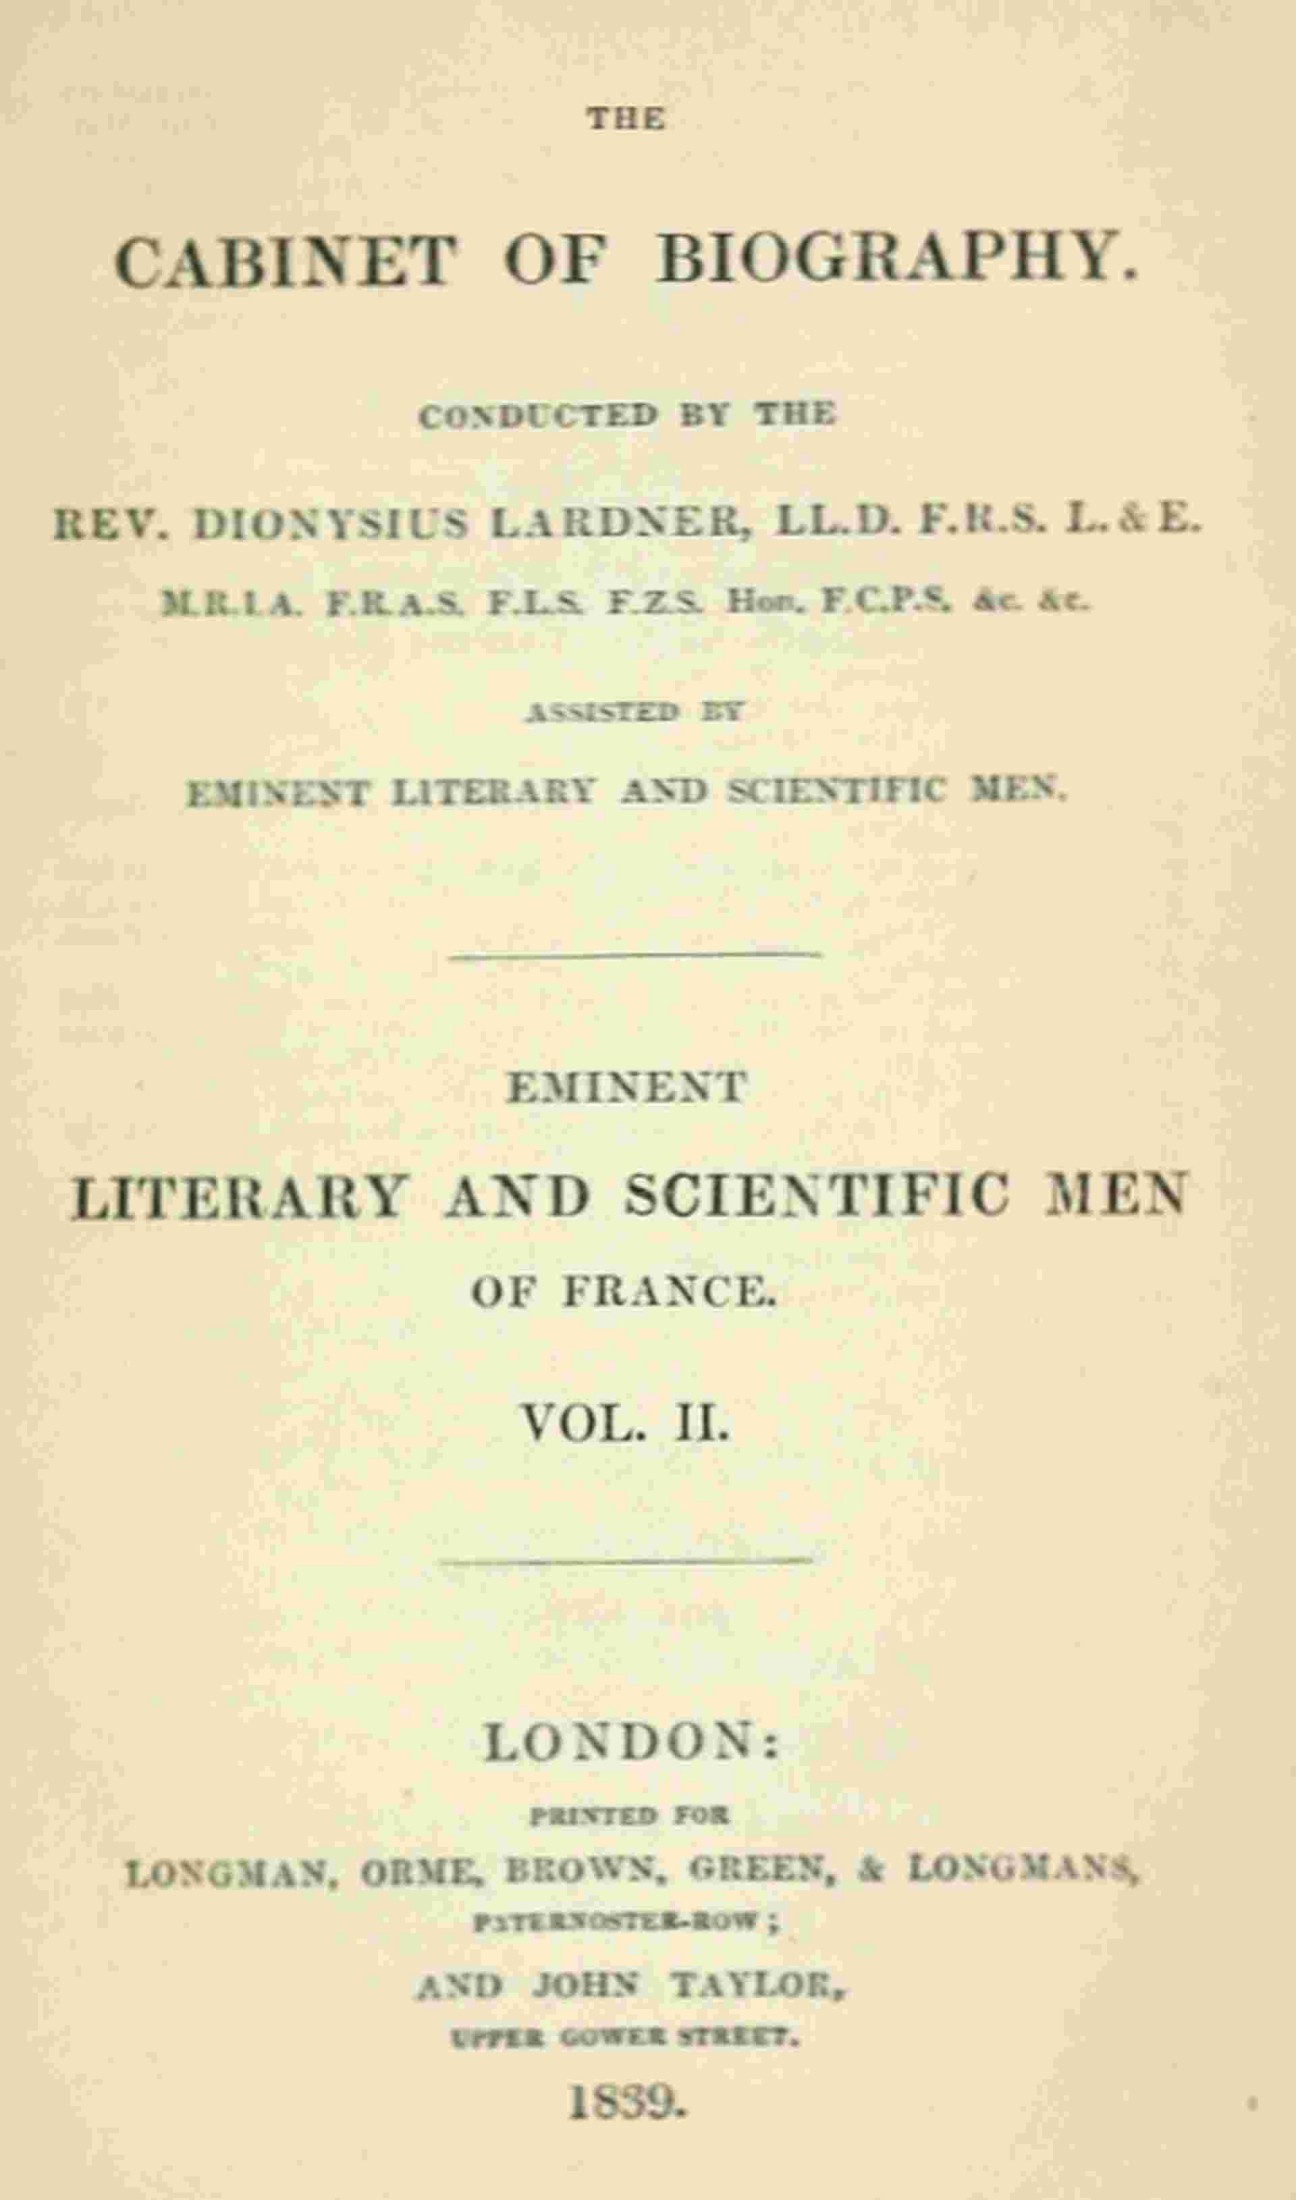 THE
CABINET OF BIOGRAPHY.
CONDUCTED BY THE
REV. DIONYSIUS LARDNER, LL.D. F.R.S. L. & E.
M.R.I.A. F.R.A.S. F.L.S. F.Z.S. Hon. F.C.P.S. &c. &c.
ASSISTED BY
EMINENT LITERARY AND SCIENTIFIC MEN.
EMINENT
LITERARY AND SCIENTIFIC MEN
OF FRANCE.
VOL. II.
LONDON:
PRINTED FOR
LONGMAN, ORME, BROWN, GREEN, & LONGMANS,
PATERNOSTER-ROW;
AND JOHN TAYLOR,
UPPER GOWER STREET.
1839.